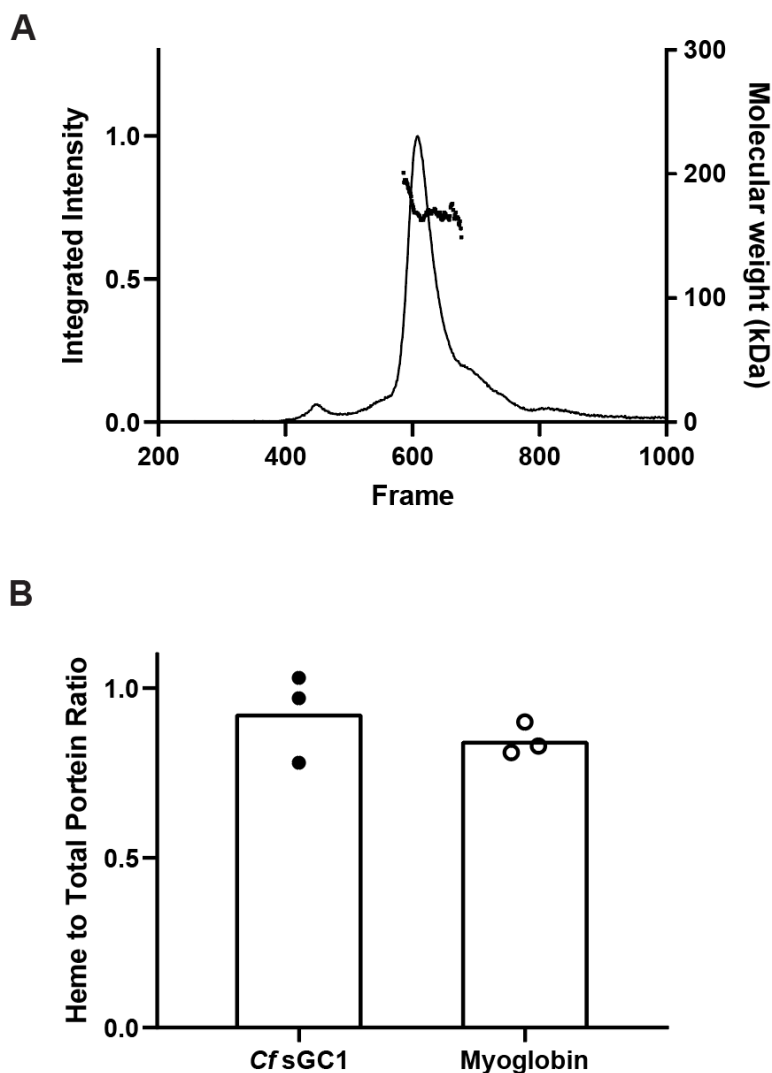 A
Integrated Intensity
1.0
0.5
0.0
300
200
100
0
Molecular weight (kDa)
200 400 600 800 1000
Frame
B
Heme to Total Portein Ratio
1.0
0.5
0.0
Cf sGC1 Myoglobin